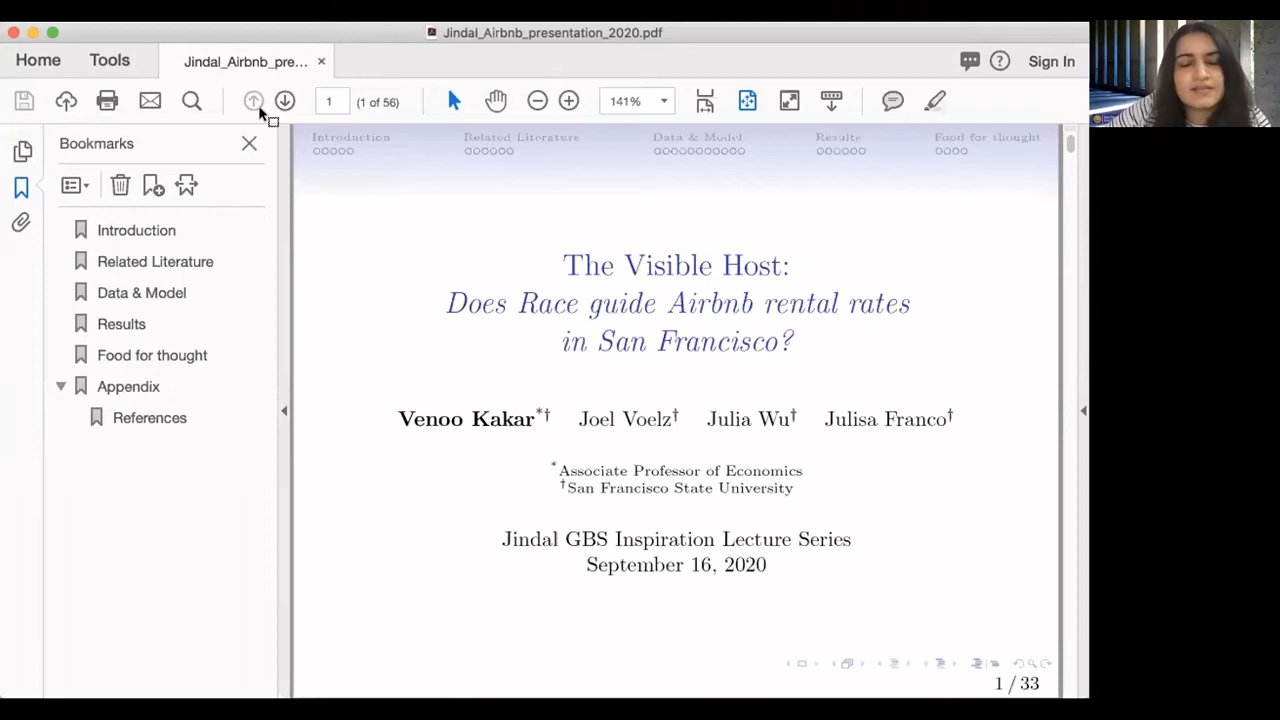 Jindal_Airbnb_presentation_2020.pdf
Home
Tools
Jindal_Airbnb_pre...
Sign In
1
(1 of 56)
141%
Bookmarks
Introduction
Related Literature
Data & Model
Results
Food for thought
Appendix
References
Introduction
Related Literature
Data & Model
Results
Food for thought
The Visible Host:
Does Race guide Airbnb rental rates
in San Francisco?
Venoo Kakar*† Joel Voelz† Julia Wu† Julisa Franco†
*Associate Professor of Economics
†San Francisco State University
Jindal GBS Inspiration Lecture Series
September 16, 2020
1 / 33